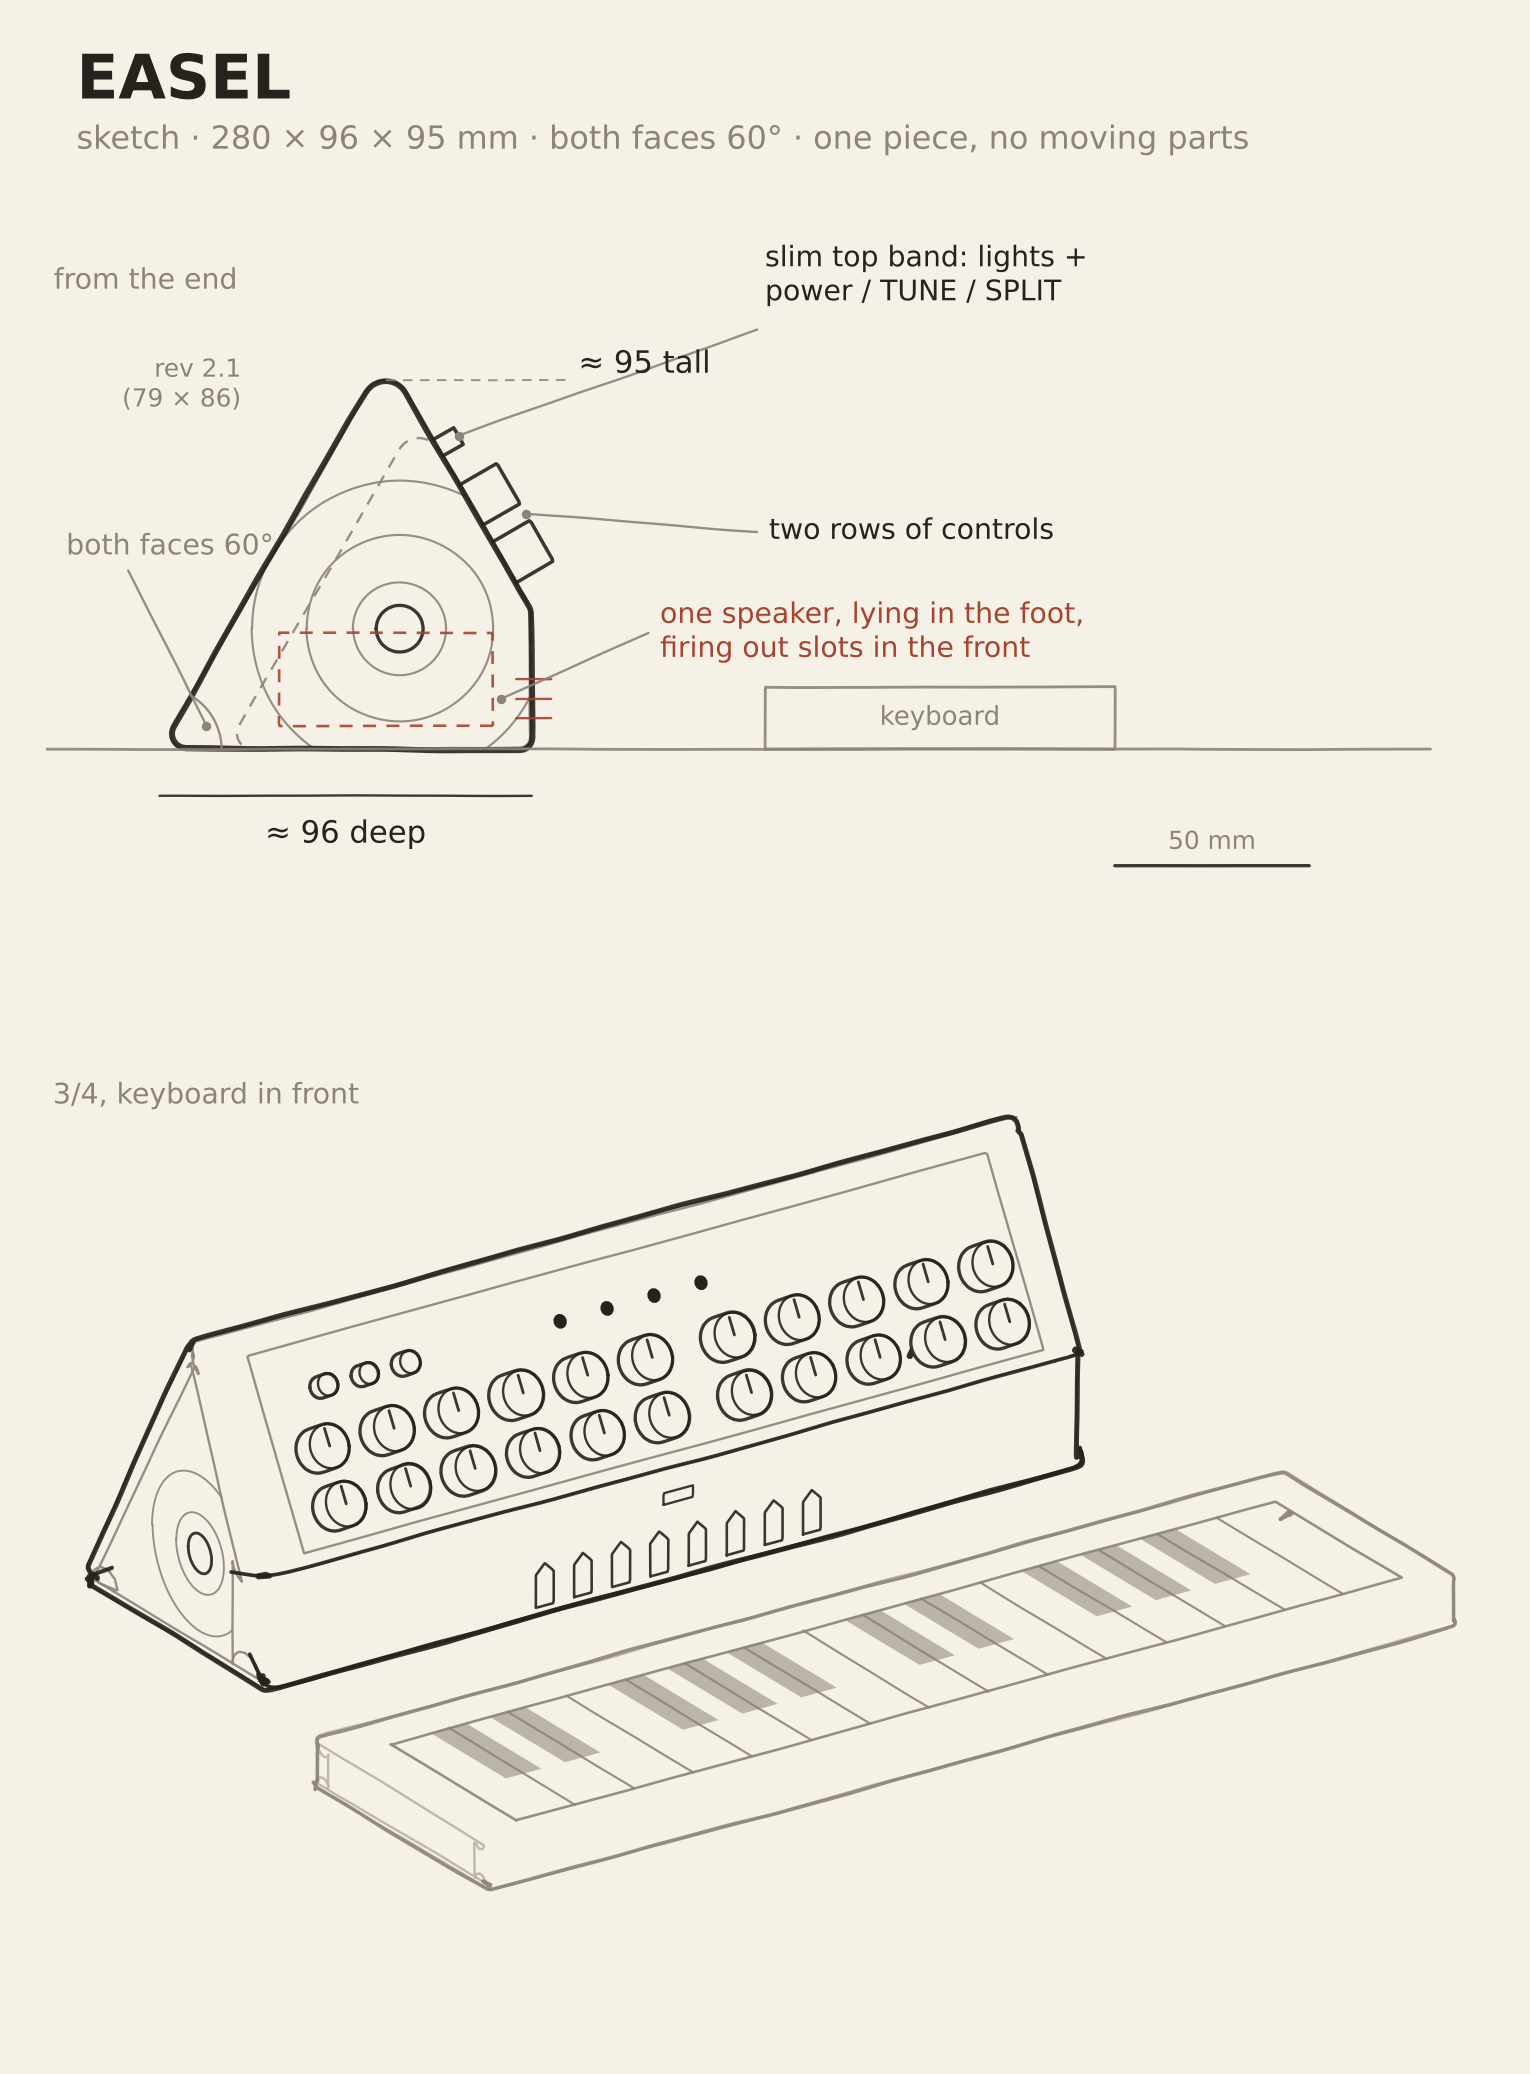 EASEL
sketch · 280 × 96 × 95 mm · both faces 60° · one piece, no moving parts
slim top band: lights +
power / TUNE / SPLIT
from the end
≈ 95 tall
rev 2.1
(79 × 86)
two rows of controls
both faces 60°
one speaker, lying in the foot,
firing out slots in the front
keyboard
≈ 96 deep
50 mm
3/4, keyboard in front